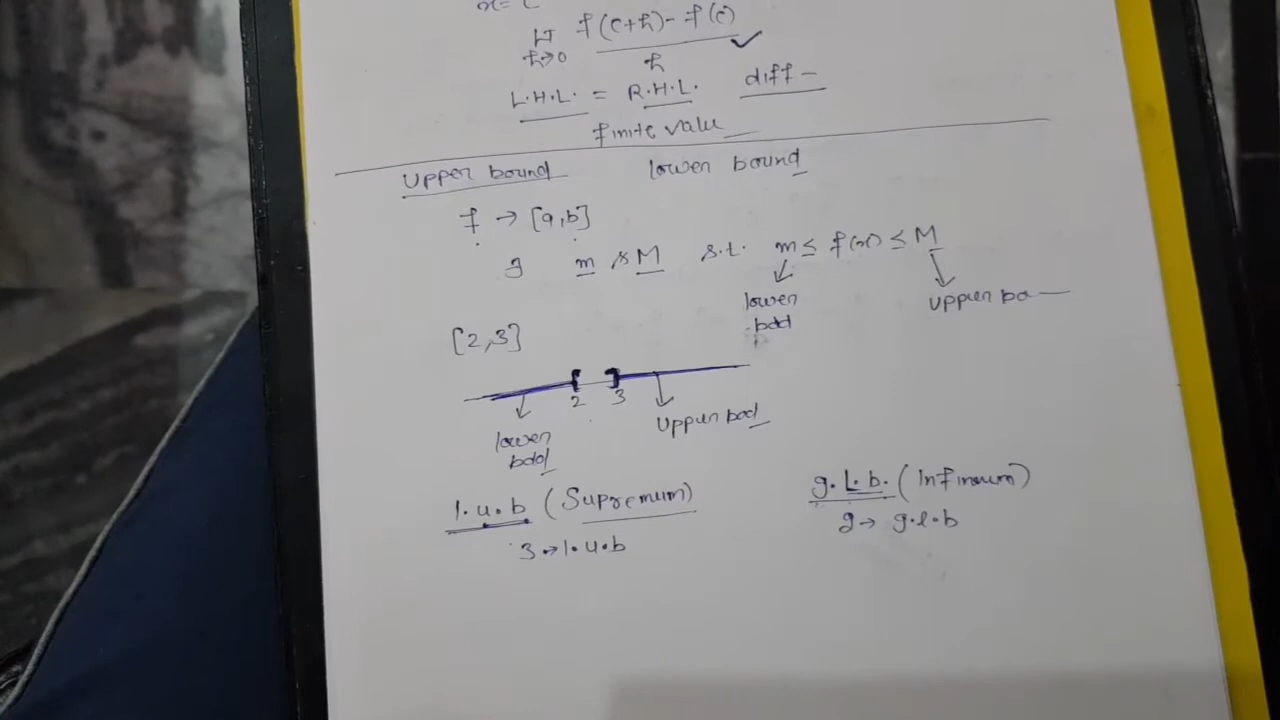 x = c
Lt f(c+h) - f(c)
h→0 h
L.H.L. = R.H.L. diff -
finite value
Upper bound lower bound
f → [a,b]
∃ m & M s.t. m ≤ f(x) ≤ M
lower bdd Upper bo
[2,3]
2 3
lower bdd Upper bdd
l.u.b (Supremum) g.L.b. (Infimum)
3 → l.u.b 2 → g.l.b